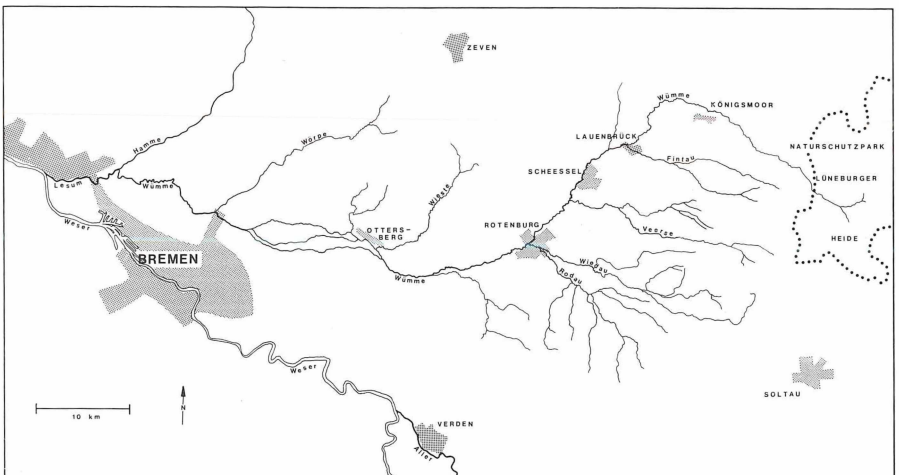 ZEVEN
Wümme
KÖNIGSMOOR
Hamme
Wörpe
LAUENBRÜCK
NATURSCHUTZPARK
Fintau
SCHEESSEL
LÜNEBURGER
Lesum
Wümme
Wieste
Weser
OTTERS-
BERG
ROTENBURG
Veerse
HEIDE
BREMEN
Wiedau
Rodau
Wümme
Weser
10 km
N
SOLTAU
VERDEN
Aller